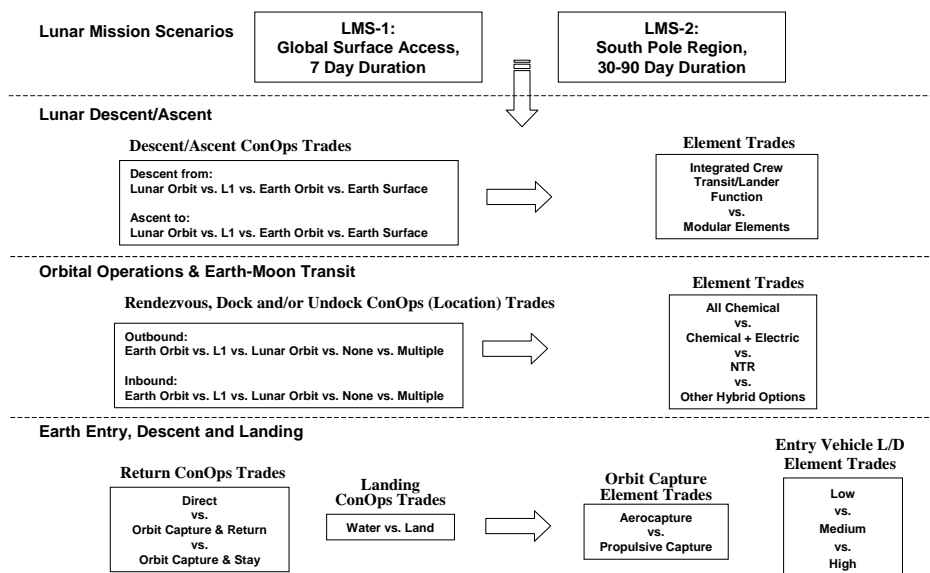 Lunar Mission Scenarios
LMS-1:
Global Surface Access,
7 Day Duration
LMS-2:
South Pole Region,
30-90 Day Duration
Lunar Descent/Ascent
Descent/Ascent ConOps Trades
Descent from:
Lunar Orbit vs. L1 vs. Earth Orbit vs. Earth Surface
Ascent to:
Lunar Orbit vs. L1 vs. Earth Orbit vs. Earth Surface
Element Trades
Integrated Crew
Transit/Lander
Function
vs.
Modular Elements
Orbital Operations & Earth-Moon Transit
Rendezvous, Dock and/or Undock ConOps (Location) Trades
Outbound:
Earth Orbit vs. L1 vs. Lunar Orbit vs. None vs. Multiple
Inbound:
Earth Orbit vs. L1 vs. Lunar Orbit vs. None vs. Multiple
Element Trades
All Chemical
vs.
Chemical + Electric
vs.
NTR
vs.
Other Hybrid Options
Earth Entry, Descent and Landing
Return ConOps Trades
Direct
vs.
Orbit Capture & Return
vs.
Orbit Capture & Stay
Landing
ConOps Trades
Water vs. Land
Orbit Capture
Element Trades
Aerocapture
vs.
Propulsive Capture
Entry Vehicle L/D
Element Trades
Low
vs.
Medium
vs.
High